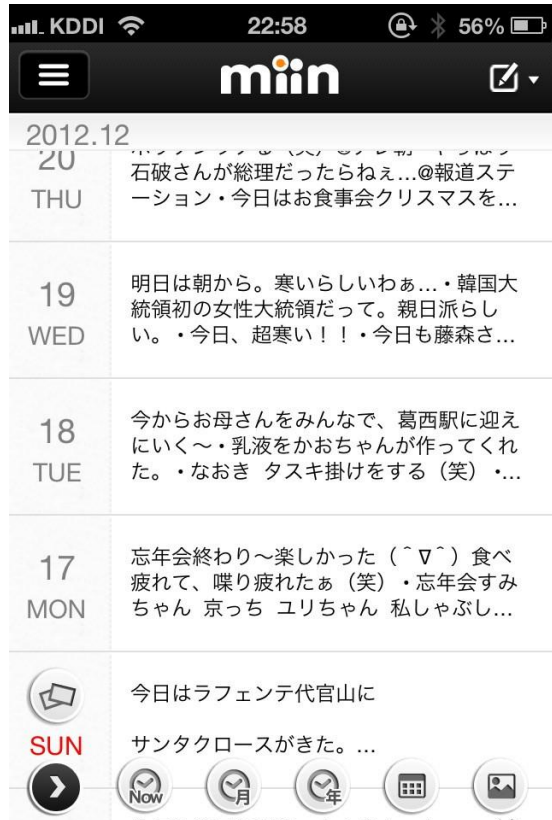 KDDI 22:58 56%
miin
2012.12
20
THU
石破さんが総理だったらねぇ…@報道ステ
ーション・今日はお食事会クリスマスを…
19
WED
明日は朝から。寒いらしいわぁ…・韓国大
統領初の女性大統領だって。親日派らし
い。・今日、超寒い！！・今日も藤森さ…
18
TUE
今からお母さんをみんなで、葛西駅に迎え
にいく〜・乳液をかおちゃんが作ってくれ
た。・なおき タスキ掛けをする（笑）・…
17
MON
忘年会終わり〜楽しかった（＾∇＾）食べ
疲れて、喋り疲れたぁ（笑）・忘年会すみ
ちゃん 京っち ユリちゃん 私しゃぶし…
SUN
今日はラフェンテ代官山に
サンタクロースがきた。…
Now 月 年